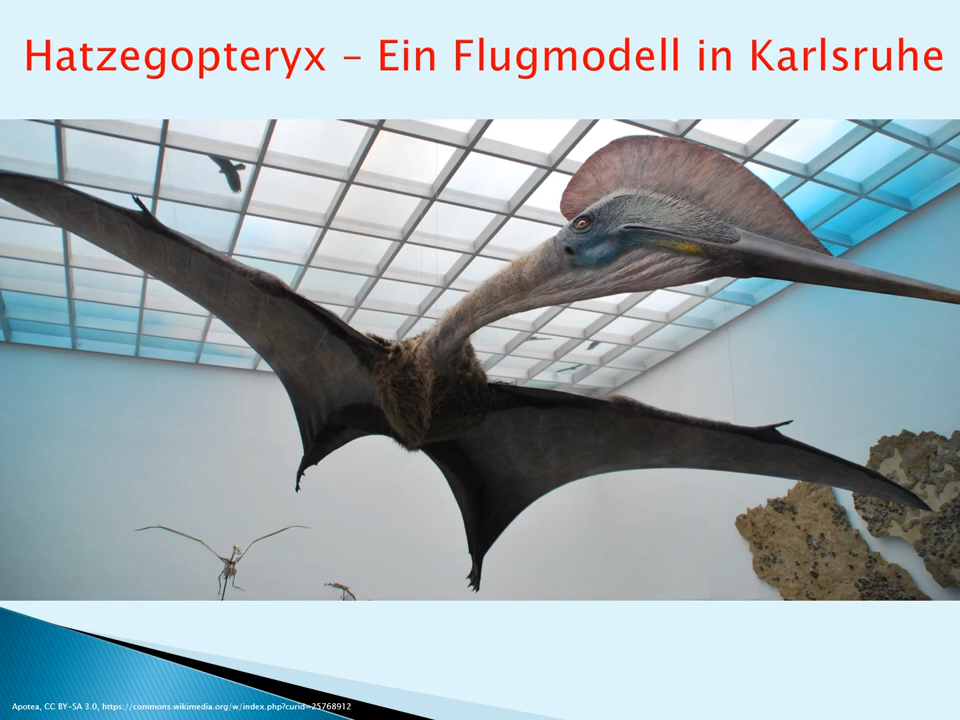 Hatzegopteryx – Ein Flugmodell in Karlsruhe
Apotea, CC BY-SA 3.0, https://commons.wikimedia.org/w/index.php?curid=25768912